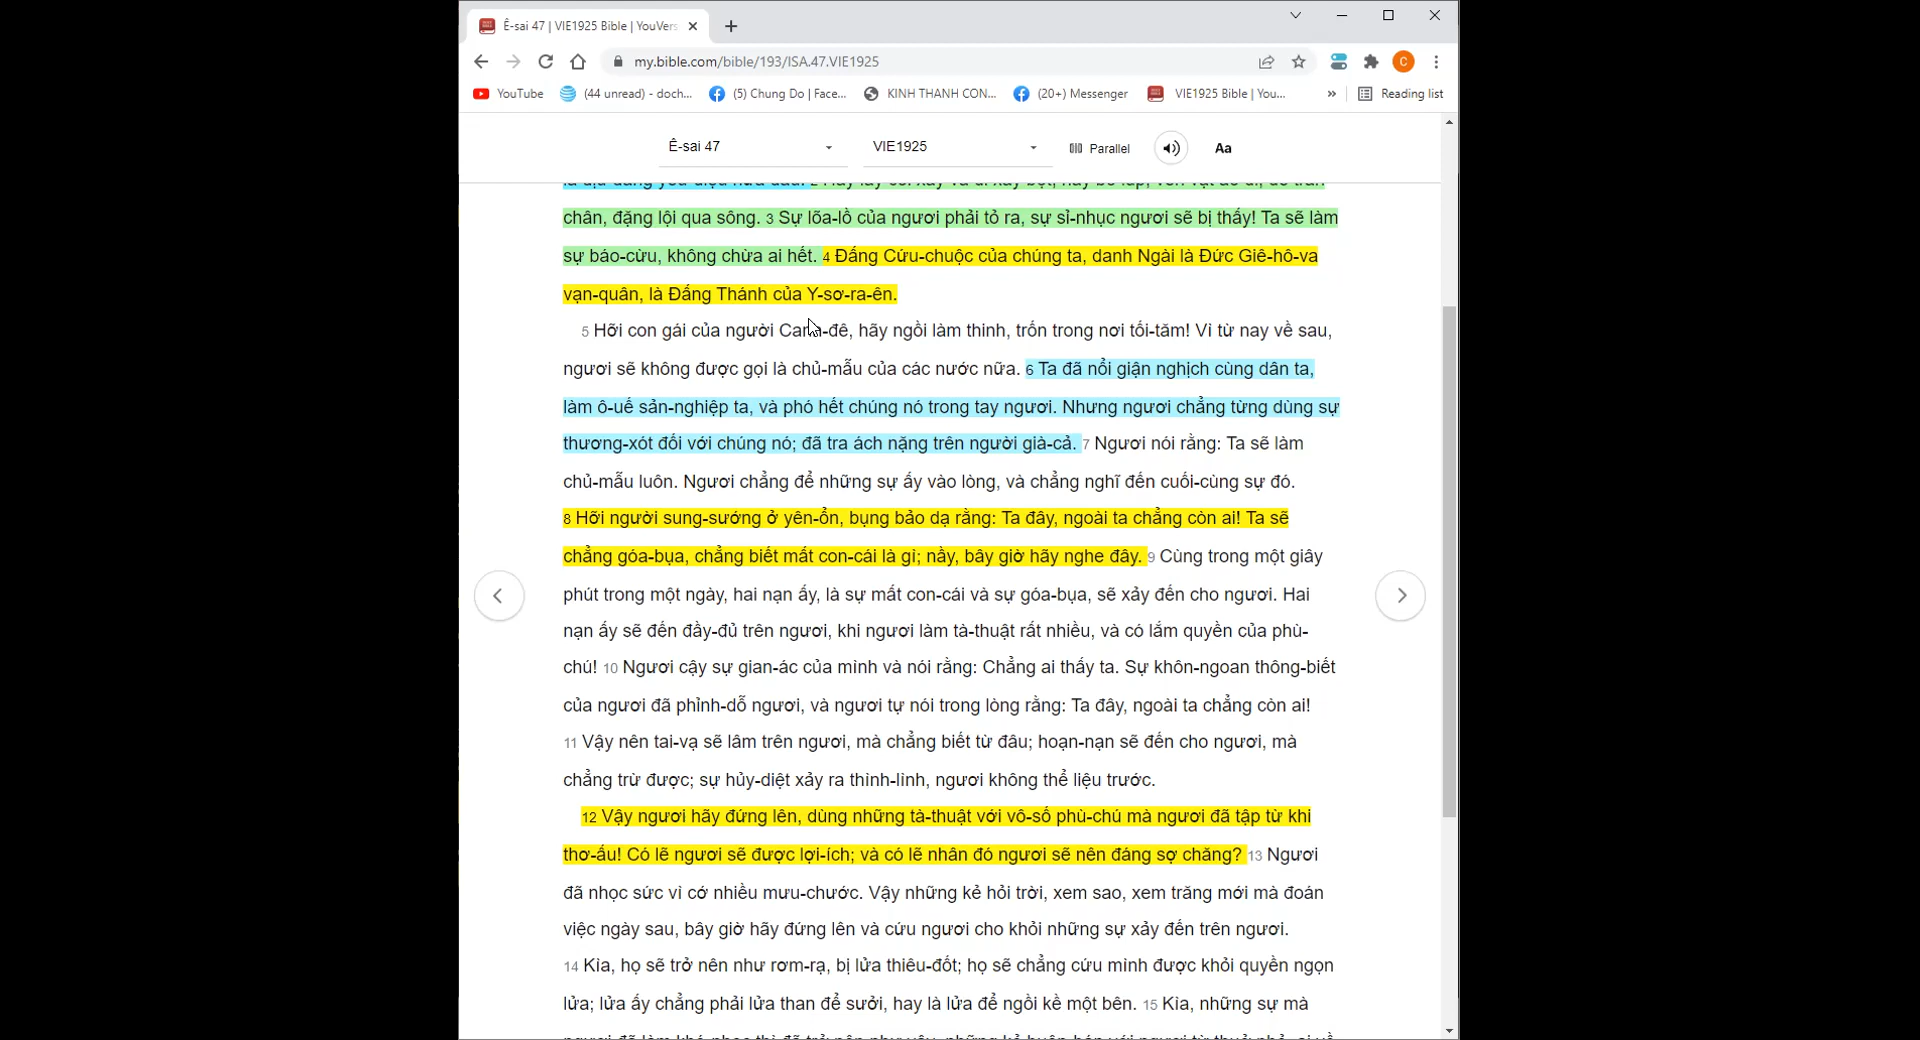 Ê-sai 47 | VIE1925 Bible | YouVers
my.bible.com/bible/193/ISA.47.VIE1925
C
YouTube
(44 unread) - doch...
(5) Chung Do | Face...
KINH THANH CON...
(20+) Messenger
VIE1925 Bible | You...
»
Reading list
Ê-sai 47
VIE1925
Parallel
Aa
chân, đặng lội qua sông. 3 Sự lõa-lồ của ngươi phải tỏ ra, sự sỉ-nhục ngươi sẽ bị thấy! Ta sẽ làm
sự báo-cừu, không chừa ai hết. 4 Đấng Cứu-chuộc của chúng ta, danh Ngài là Đức Giê-hô-va
vạn-quân, là Đấng Thánh của Y-sơ-ra-ên.
5 Hỡi con gái của người Canh-đê, hãy ngồi làm thinh, trốn trong nơi tối-tăm! Vì từ nay về sau,
ngươi sẽ không được gọi là chủ-mẫu của các nước nữa. 6 Ta đã nổi giận nghịch cùng dân ta,
làm ô-uế sản-nghiệp ta, và phó hết chúng nó trong tay ngươi. Nhưng ngươi chẳng từng dùng sự
thương-xót đối với chúng nó; đã tra ách nặng trên người già-cả. 7 Ngươi nói rằng: Ta sẽ làm
chủ-mẫu luôn. Ngươi chẳng để những sự ấy vào lòng, và chẳng nghĩ đến cuối-cùng sự đó.
8 Hỡi người sung-sướng ở yên-ổn, bụng bảo dạ rằng: Ta đây, ngoài ta chẳng còn ai! Ta sẽ
chẳng góa-bụa, chẳng biết mất con-cái là gì; nầy, bây giờ hãy nghe đây. 9 Cùng trong một giây
phút trong một ngày, hai nạn ấy, là sự mất con-cái và sự góa-bụa, sẽ xảy đến cho ngươi. Hai
nạn ấy sẽ đến đầy-đủ trên ngươi, khi ngươi làm tà-thuật rất nhiều, và có lắm quyền của phù-
chú! 10 Ngươi cậy sự gian-ác của mình và nói rằng: Chẳng ai thấy ta. Sự khôn-ngoan thông-biết
của ngươi đã phỉnh-dỗ ngươi, và ngươi tự nói trong lòng rằng: Ta đây, ngoài ta chẳng còn ai!
11 Vậy nên tai-vạ sẽ lâm trên ngươi, mà chẳng biết từ đâu; hoạn-nạn sẽ đến cho ngươi, mà
chẳng trừ được; sự hủy-diệt xảy ra thình-lình, ngươi không thể liệu trước.
12 Vậy ngươi hãy đứng lên, dùng những tà-thuật với vô-số phù-chú mà ngươi đã tập từ khi
thơ-ấu! Có lẽ ngươi sẽ được lợi-ích; và có lẽ nhân đó ngươi sẽ nên đáng sợ chăng? 13 Ngươi
đã nhọc sức vì cớ nhiều mưu-chước. Vậy những kẻ hỏi trời, xem sao, xem trăng mới mà đoán
việc ngày sau, bây giờ hãy đứng lên và cứu ngươi cho khỏi những sự xảy đến trên ngươi.
14 Kìa, họ sẽ trở nên như rơm-rạ, bị lửa thiêu-đốt; họ sẽ chẳng cứu mình được khỏi quyền ngọn
lửa; lửa ấy chẳng phải lửa than để sưởi, hay là lửa để ngồi kề một bên. 15 Kìa, những sự mà